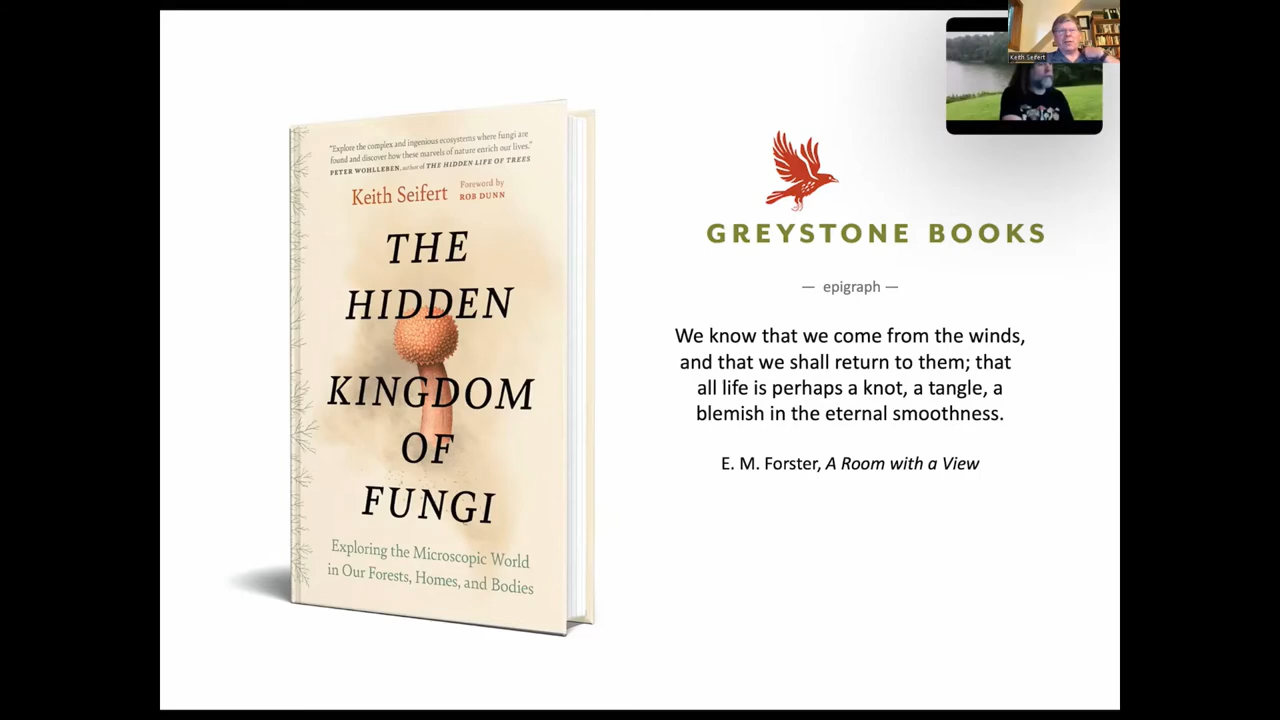 "Explore the complex and ingenious ecosystems where fungi are
found and discover how these marvels of nature enrich our lives."
PETER WOHLLEBEN, author of THE HIDDEN LIFE OF TREES
Keith Seifert
Foreword by
ROB DUNN
THE
HIDDEN
KINGDOM
OF
FUNGI
Exploring the Microscopic World
in Our Forests, Homes, and Bodies
Keith Seifert
GREYSTONE BOOKS
— epigraph —
We know that we come from the winds,
and that we shall return to them; that
all life is perhaps a knot, a tangle, a
blemish in the eternal smoothness.
E. M. Forster, A Room with a View